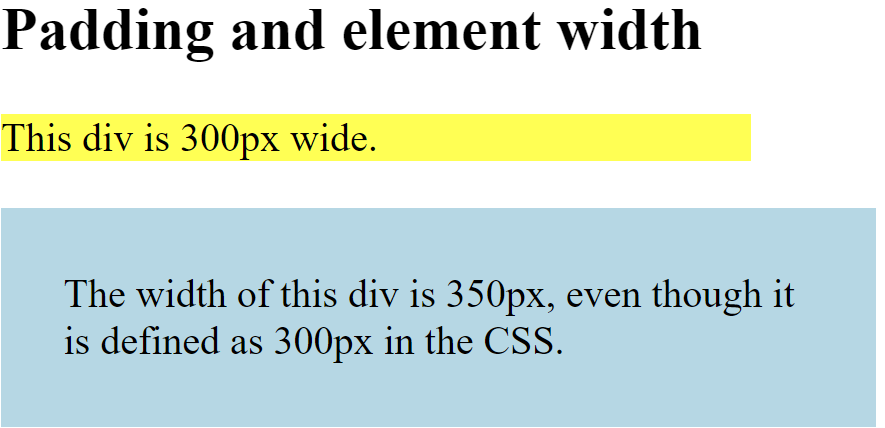 Padding and element width
This div is 300px wide.
The width of this div is 350px, even though it
is defined as 300px in the CSS.